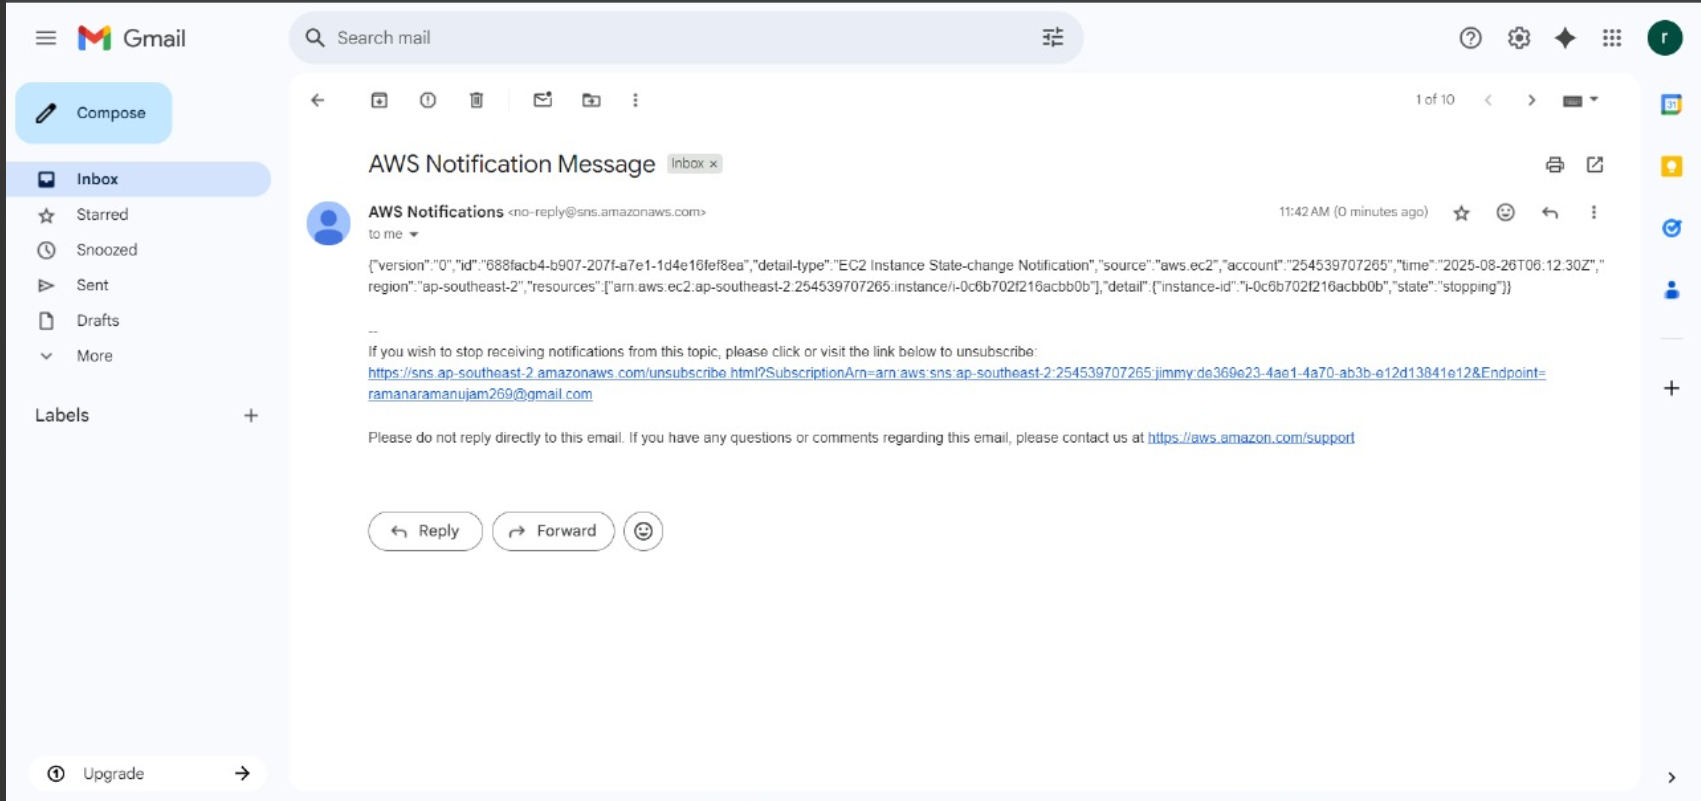 Gmail
Search mail
Compose
1 of 10
31
r
Inbox
Starred
Snoozed
Sent
Drafts
More
Labels
Upgrade
AWS Notification Message Inbox x
AWS Notifications <no-reply@sns.amazonaws.com> 11:42 AM (0 minutes ago)
to me
{"version":"0","id":"688facb4-b907-207f-a7e1-1d4e16fef8ea","detail-type":"EC2 Instance State-change Notification","source":"aws.ec2","account":"254539707265","time":"2025-08-26T06:12:30Z","
region":"ap-southeast-2","resources":["arn:aws:ec2:ap-southeast-2:254539707265:instance/i-0c6b702f216acbb0b"],"detail":{"instance-id":"i-0c6b702f216acbb0b","state":"stopping"}}
--
If you wish to stop receiving notifications from this topic, please click or visit the link below to unsubscribe:
https://sns.ap-southeast-2.amazonaws.com/unsubscribe.html?SubscriptionArn=arn:aws:sns:ap-southeast-2:254539707265:jimmy:de369e23-4ae1-4a70-ab3b-e12d13841e12&Endpoint=
ramanaramanujam269@gmail.com
Please do not reply directly to this email. If you have any questions or comments regarding this email, please contact us at https://aws.amazon.com/support
Reply
Forward